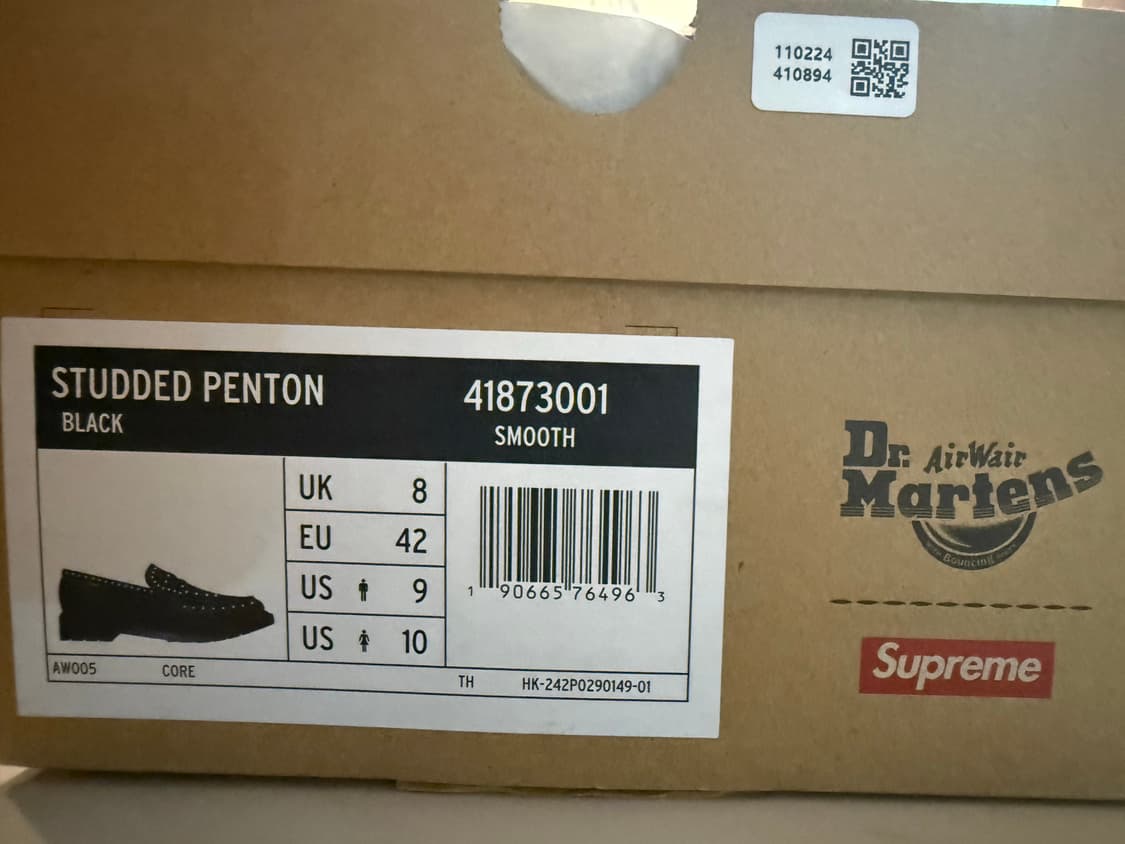 110224
410894
STUDDED PENTON
41873001
BLACK
SMOOTH
UK 8
EU 42
US 9
US 10
1 90665 76496 3
AW005 CORE
TH HK-242P0290149-01
Dr. AirWair
Martens
Bouncing
Supreme